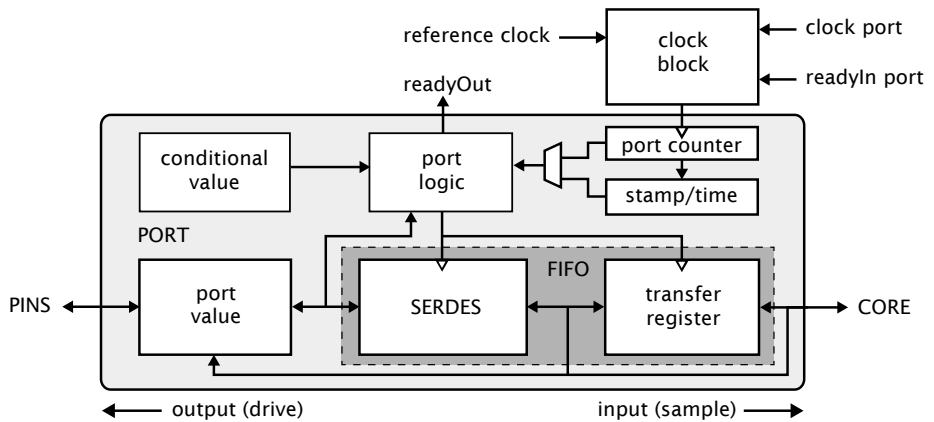 reference clock
clock
block
clock port
readyIn port
readyOut
conditional
value
port
logic
port counter
stamp/time
PORT
FIFO
PINS
port
value
SERDES
transfer
register
CORE
output (drive)
input (sample)